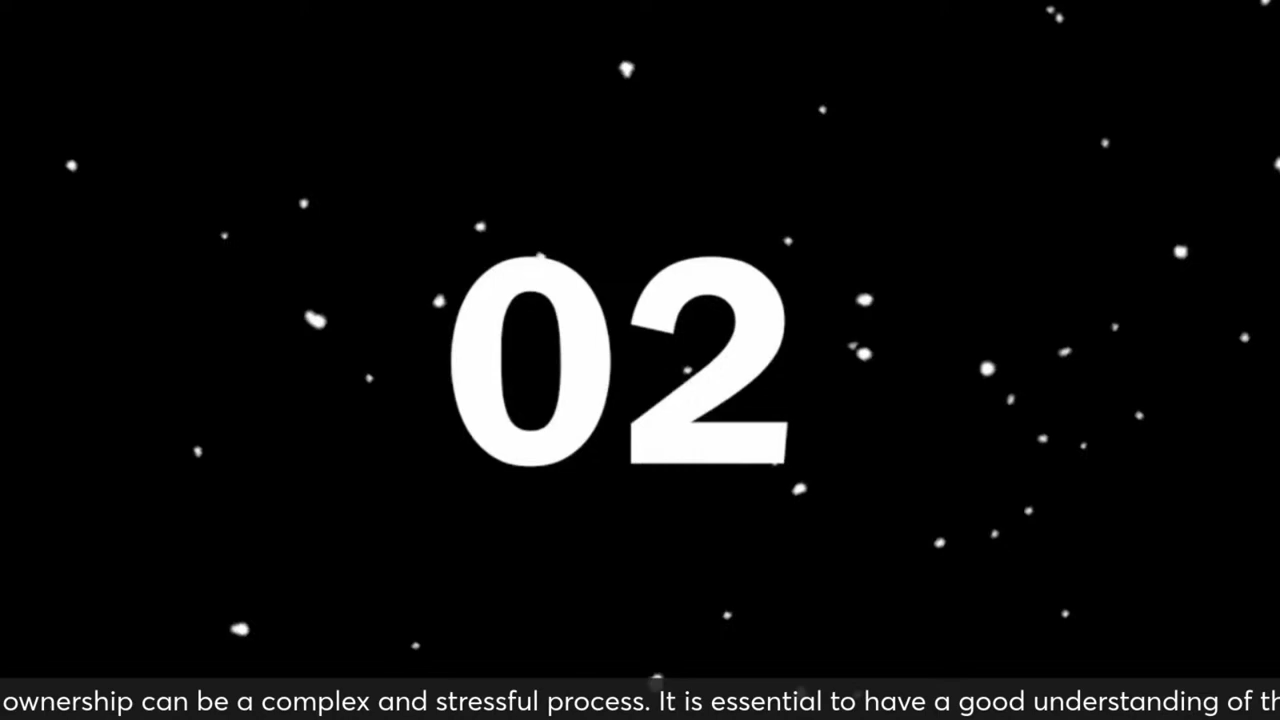 02
ownership can be a complex and stressful process. It is essential to have a good understanding of